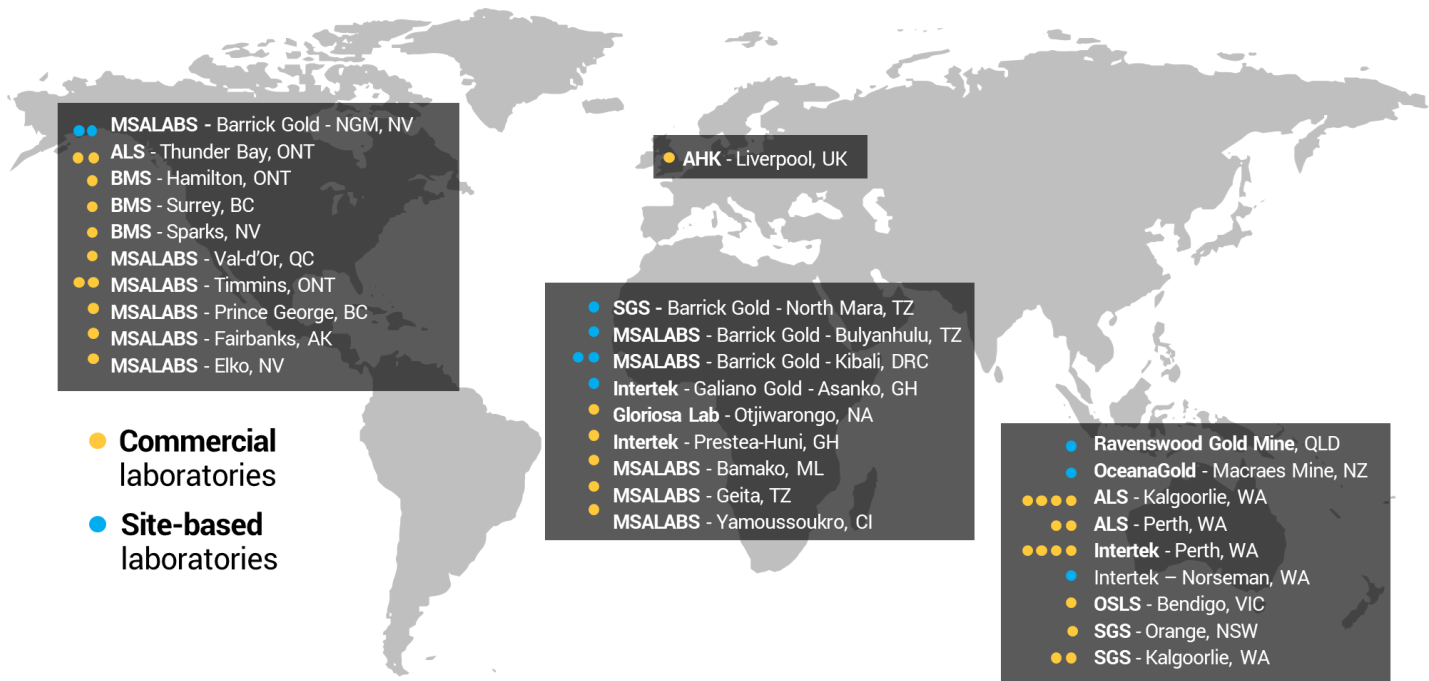 MSALABS - Barrick Gold - NGM, NV
ALS - Thunder Bay, ONT
BMS - Hamilton, ONT
BMS - Surrey, BC
BMS - Sparks, NV
MSALABS - Val-d’Or, QC
MSALABS - Timmins, ONT
MSALABS - Prince George, BC
MSALABS - Fairbanks, AK
MSALABS - Elko, NV
AHK - Liverpool, UK
SGS - Barrick Gold - North Mara, TZ
MSALABS - Barrick Gold - Bulyanhulu, TZ
MSALABS - Barrick Gold - Kibali, DRC
Intertek - Galiano Gold - Asanko, GH
Gloriosa Lab - Otjiwarongo, NA
Intertek - Prestea-Huni, GH
MSALABS - Bamako, ML
MSALABS - Geita, TZ
MSALABS - Yamoussoukro, CI
Commercial
laboratories
Site-based
laboratories
Ravenswood Gold Mine, QLD
OceanaGold - Macraes Mine, NZ
ALS - Kalgoorlie, WA
ALS - Perth, WA
Intertek - Perth, WA
Intertek – Norseman, WA
OSLS - Bendigo, VIC
SGS - Orange, NSW
SGS - Kalgoorlie, WA